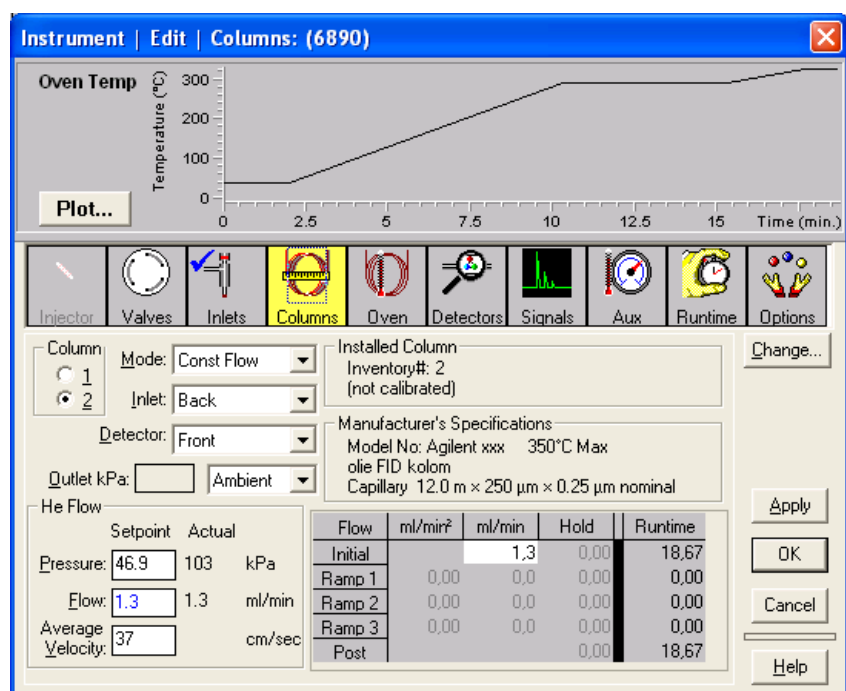 Instrument | Edit | Columns: (6890)
Oven Temp
Temperature (°C)
300
200
100
0
Plot...
0 2.5 5 7.5 10 12.5 15 Time (min.)
Injector Valves Inlets Columns Oven Detectors Signals Aux Runtime Options
Column
1
2
Mode: Const Flow
Inlet: Back
Detector: Front
Outlet kPa: Ambient
Installed Column
Inventory#: 2
(not calibrated)
Change...
Manufacturer's Specifications
Model No: Agilent xxx 350°C Max
olie FID kolom
Capillary 12.0 m × 250 µm × 0.25 µm nominal
He Flow
Setpoint Actual
Pressure: 46.9 103 kPa
Flow: 1.3 1.3 ml/min
Average
Velocity: 37 cm/sec
Flow ml/min² ml/min Hold Runtime
Initial 1,3 0,00 18,67
Ramp 1 0,00 0,0 0,00 0,00
Ramp 2 0,00 0,0 0,00 0,00
Ramp 3 0,00 0,0 0,00 0,00
Post 0,00 18,67
Apply
OK
Cancel
Help